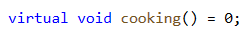 virtual void cooking() = 0;